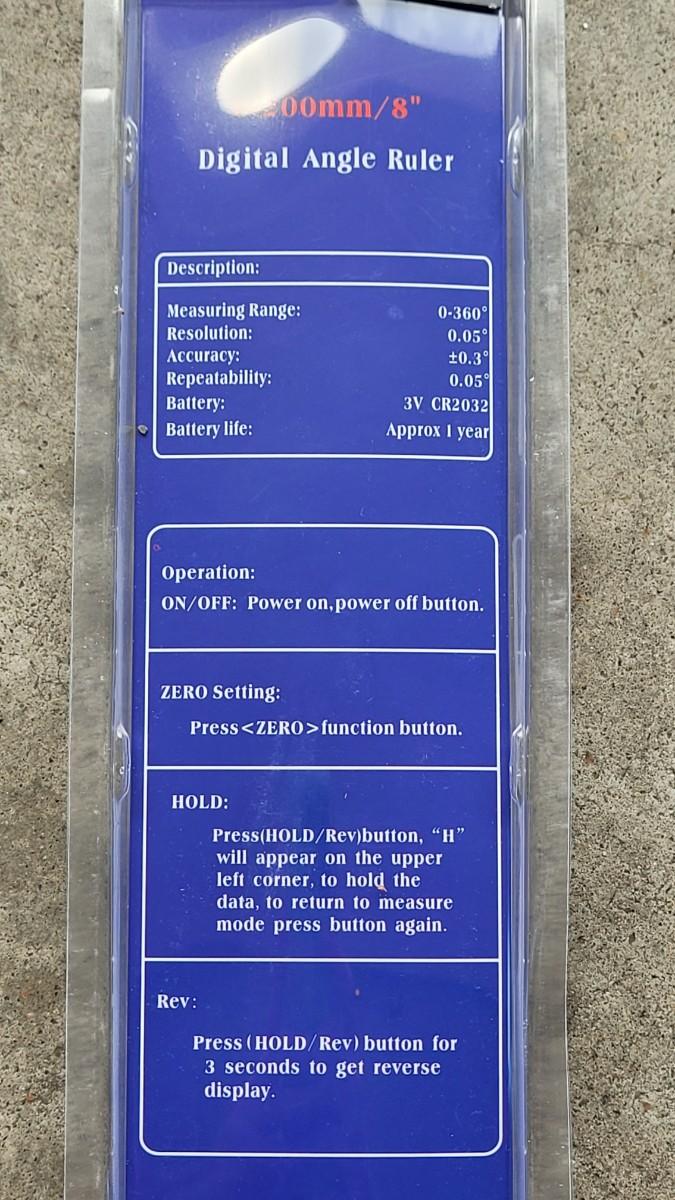 200mm/8"
Digital Angle Ruler
Description:
Measuring Range: 0-360°
Resolution: 0.05°
Accuracy: ±0.3°
Repeatability: 0.05°
Battery: 3V CR2032
Battery life: Approx 1 year
Operation:
ON/OFF: Power on,power off button.
ZERO Setting:
Press<ZERO>function button.
HOLD:
Press(HOLD/Rev)button, “H”
will appear on the upper
left corner, to hold the
data, to return to measure
mode press button again.
Rev:
Press (HOLD/Rev) button for
3 seconds to get reverse
display.